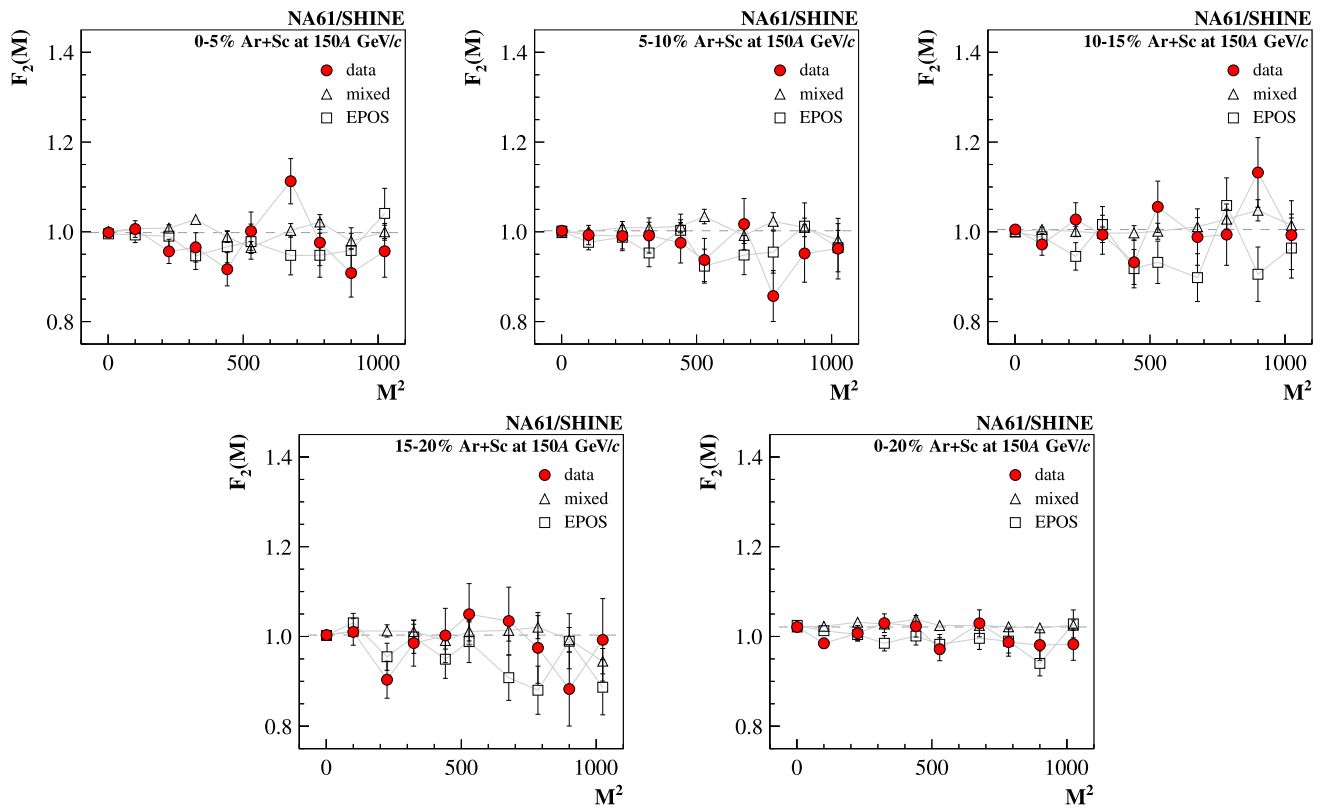 NA61/SHINE
0-5% Ar+Sc at 150A GeV/c
F2(M)
data
mixed
EPOS
1.4
1.2
1.0
0.8
0
500
1000
M²
NA61/SHINE
5-10% Ar+Sc at 150A GeV/c
F2(M)
data
mixed
EPOS
1.4
1.2
1.0
0.8
0
500
1000
M²
NA61/SHINE
10-15% Ar+Sc at 150A GeV/c
F2(M)
data
mixed
EPOS
1.4
1.2
1.0
0.8
0
500
1000
M²
NA61/SHINE
15-20% Ar+Sc at 150A GeV/c
F2(M)
data
mixed
EPOS
1.4
1.2
1.0
0.8
0
500
1000
M²
NA61/SHINE
0-20% Ar+Sc at 150A GeV/c
F2(M)
data
mixed
EPOS
1.4
1.2
1.0
0.8
0
500
1000
M²